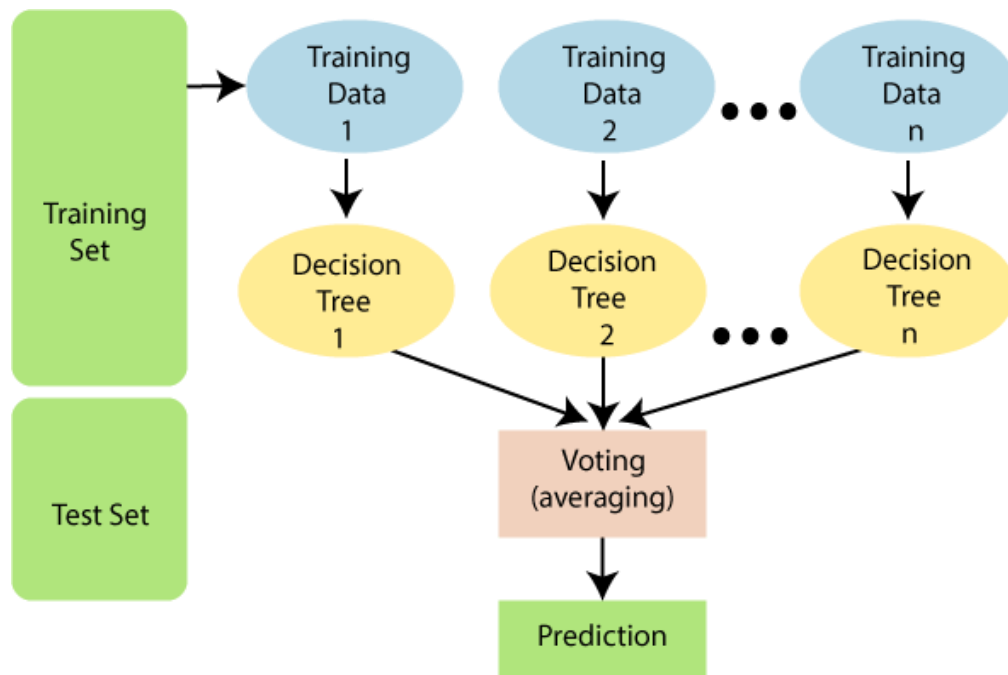 Training
Set
Test Set
Training
Data
1
Training
Data
2
Training
Data
n
Decision
Tree
1
Decision
Tree
2
Decision
Tree
n
Voting
(averaging)
Prediction